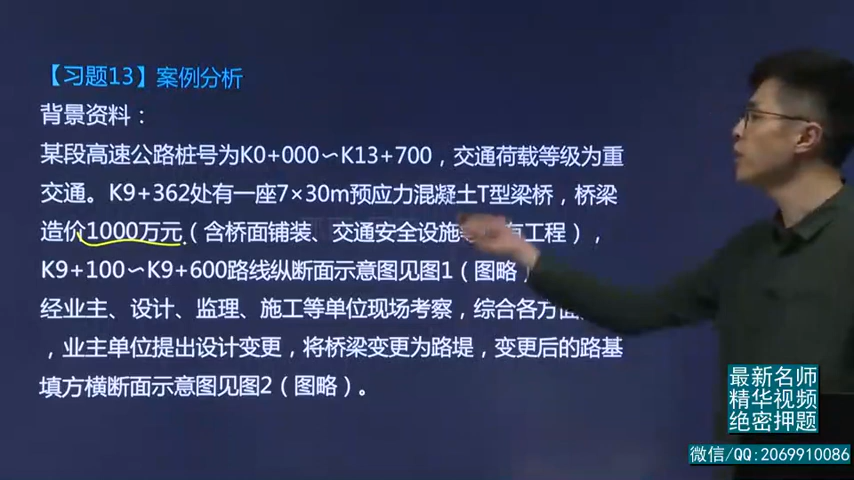 【习题13】案例分析
背景资料：
某段高速公路桩号为K0+000～K13+700，交通荷载等级为重
交通。K9+362处有一座7×30m预应力混凝土T型梁桥，桥梁
造价1000万元（含桥面铺装、交通安全设施等 有工程），
K9+100～K9+600路线纵断面示意图见图1（图略
经业主、设计、监理、施工等单位现场考察，综合各方面
，业主单位提出设计变更，将桥梁变更为路堤，变更后的路基
填方横断面示意图见图2（图略）。
最新名师
精华视频
绝密押题
微信/QQ:2069910086